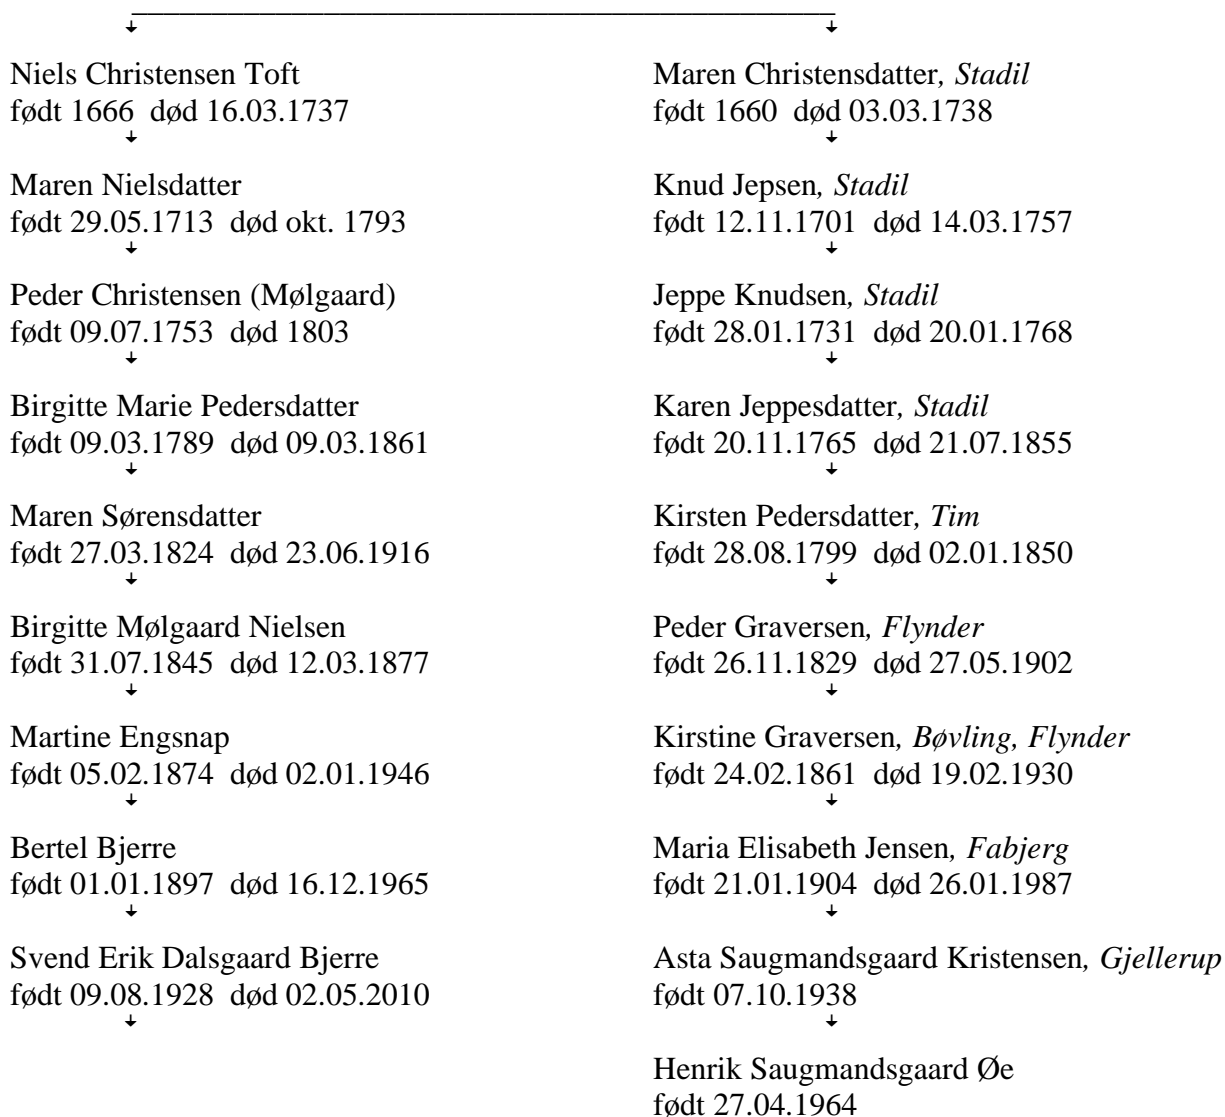 Niels Christensen Toft
født 1666 død 16.03.1737
Maren Nielsdatter
født 29.05.1713 død okt. 1793
Peder Christensen (Mølgaard)
født 09.07.1753 død 1803
Birgitte Marie Pedersdatter
født 09.03.1789 død 09.03.1861
Maren Sørensdatter
født 27.03.1824 død 23.06.1916
Birgitte Mølgaard Nielsen
født 31.07.1845 død 12.03.1877
Martine Engsnap
født 05.02.1874 død 02.01.1946
Bertel Bjerre
født 01.01.1897 død 16.12.1965
Svend Erik Dalsgaard Bjerre
født 09.08.1928 død 02.05.2010
Maren Christensdatter, Stadil
født 1660 død 03.03.1738
Knud Jepsen, Stadil
født 12.11.1701 død 14.03.1757
Jeppe Knudsen, Stadil
født 28.01.1731 død 20.01.1768
Karen Jeppesdatter, Stadil
født 20.11.1765 død 21.07.1855
Kirsten Pedersdatter, Tim
født 28.08.1799 død 02.01.1850
Peder Graversen, Flynder
født 26.11.1829 død 27.05.1902
Kirstine Graversen, Bøvling, Flynder
født 24.02.1861 død 19.02.1930
Maria Elisabeth Jensen, Fabjerg
født 21.01.1904 død 26.01.1987
Asta Saugmandsgaard Kristensen, Gjellerup
født 07.10.1938
Henrik Saugmandsgaard Øe
født 27.04.1964